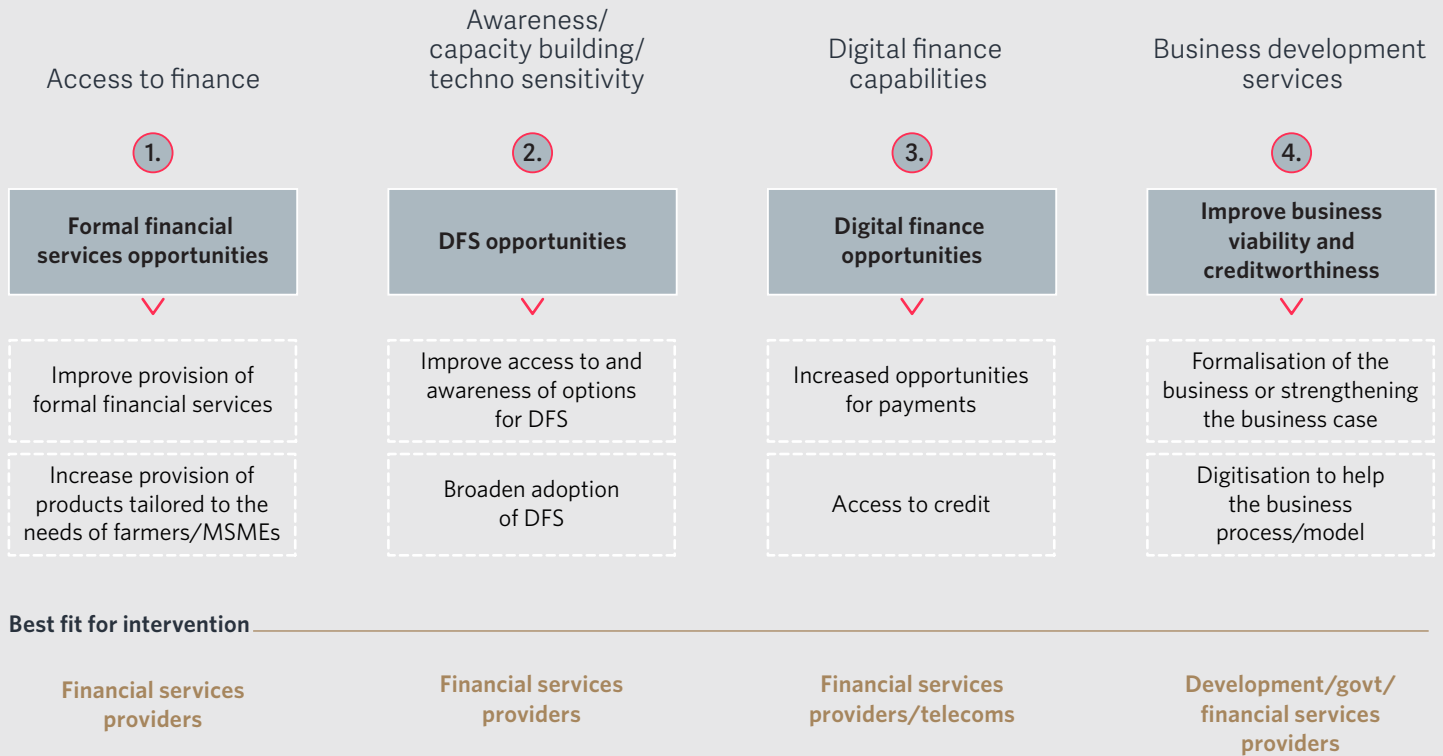 Access to finance
Awareness/
capacity building/
techno sensitivity
Digital finance
capabilities
Business development
services
1.
2.
3.
4.
Formal financial
services opportunities
DFS opportunities
Digital finance
opportunities
Improve business
viability and
creditworthiness
Improve provision of
formal financial services
Improve access to and
awareness of options
for DFS
Increased opportunities
for payments
Formalisation of the
business or strengthening
the business case
Increase provision of
products tailored to the
needs of farmers/MSMEs
Broaden adoption
of DFS
Access to credit
Digitisation to help
the business
process/model
Best fit for intervention
Financial services
providers
Financial services
providers
Financial services
providers/telecoms
Development/govt/
financial services
providers